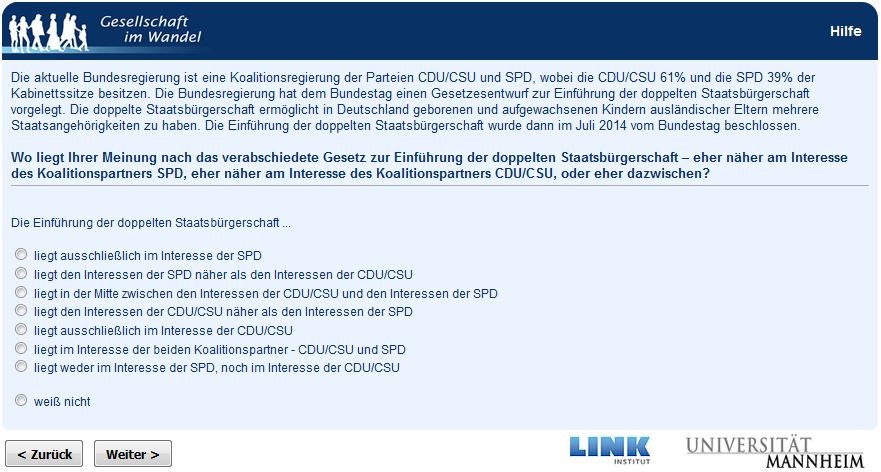 Gesellschaft
im Wandel
Hilfe
Die aktuelle Bundesregierung ist eine Koalitionsregierung der Parteien CDU/CSU und SPD, wobei die CDU/CSU 61% und die SPD 39% der
Kabinettssitze besitzen. Die Bundesregierung hat dem Bundestag einen Gesetzesentwurf zur Einführung der doppelten Staatsbürgerschaft
vorgelegt. Die doppelte Staatsbürgerschaft ermöglicht in Deutschland geborenen und aufgewachsenen Kindern ausländischer Eltern mehrere
Staatsangehörigkeiten zu haben. Die Einführung der doppelten Staatsbürgerschaft wurde dann im Juli 2014 vom Bundestag beschlossen.
Wo liegt Ihrer Meinung nach das verabschiedete Gesetz zur Einführung der doppelten Staatsbürgerschaft – eher näher am Interesse
des Koalitionspartners SPD, eher näher am Interesse des Koalitionspartners CDU/CSU, oder eher dazwischen?
Die Einführung der doppelten Staatsbürgerschaft ...
liegt ausschließlich im Interesse der SPD
liegt den Interessen der SPD näher als den Interessen der CDU/CSU
liegt in der Mitte zwischen den Interessen der CDU/CSU und den Interessen der SPD
liegt den Interessen der CDU/CSU näher als den Interessen der SPD
liegt ausschließlich im Interesse der CDU/CSU
liegt im Interesse der beiden Koalitionspartner - CDU/CSU und SPD
liegt weder im Interesse der SPD, noch im Interesse der CDU/CSU
weiß nicht
< Zurück
Weiter >
LINK
INSTITUT
UNIVERSITÄT
MANNHEIM